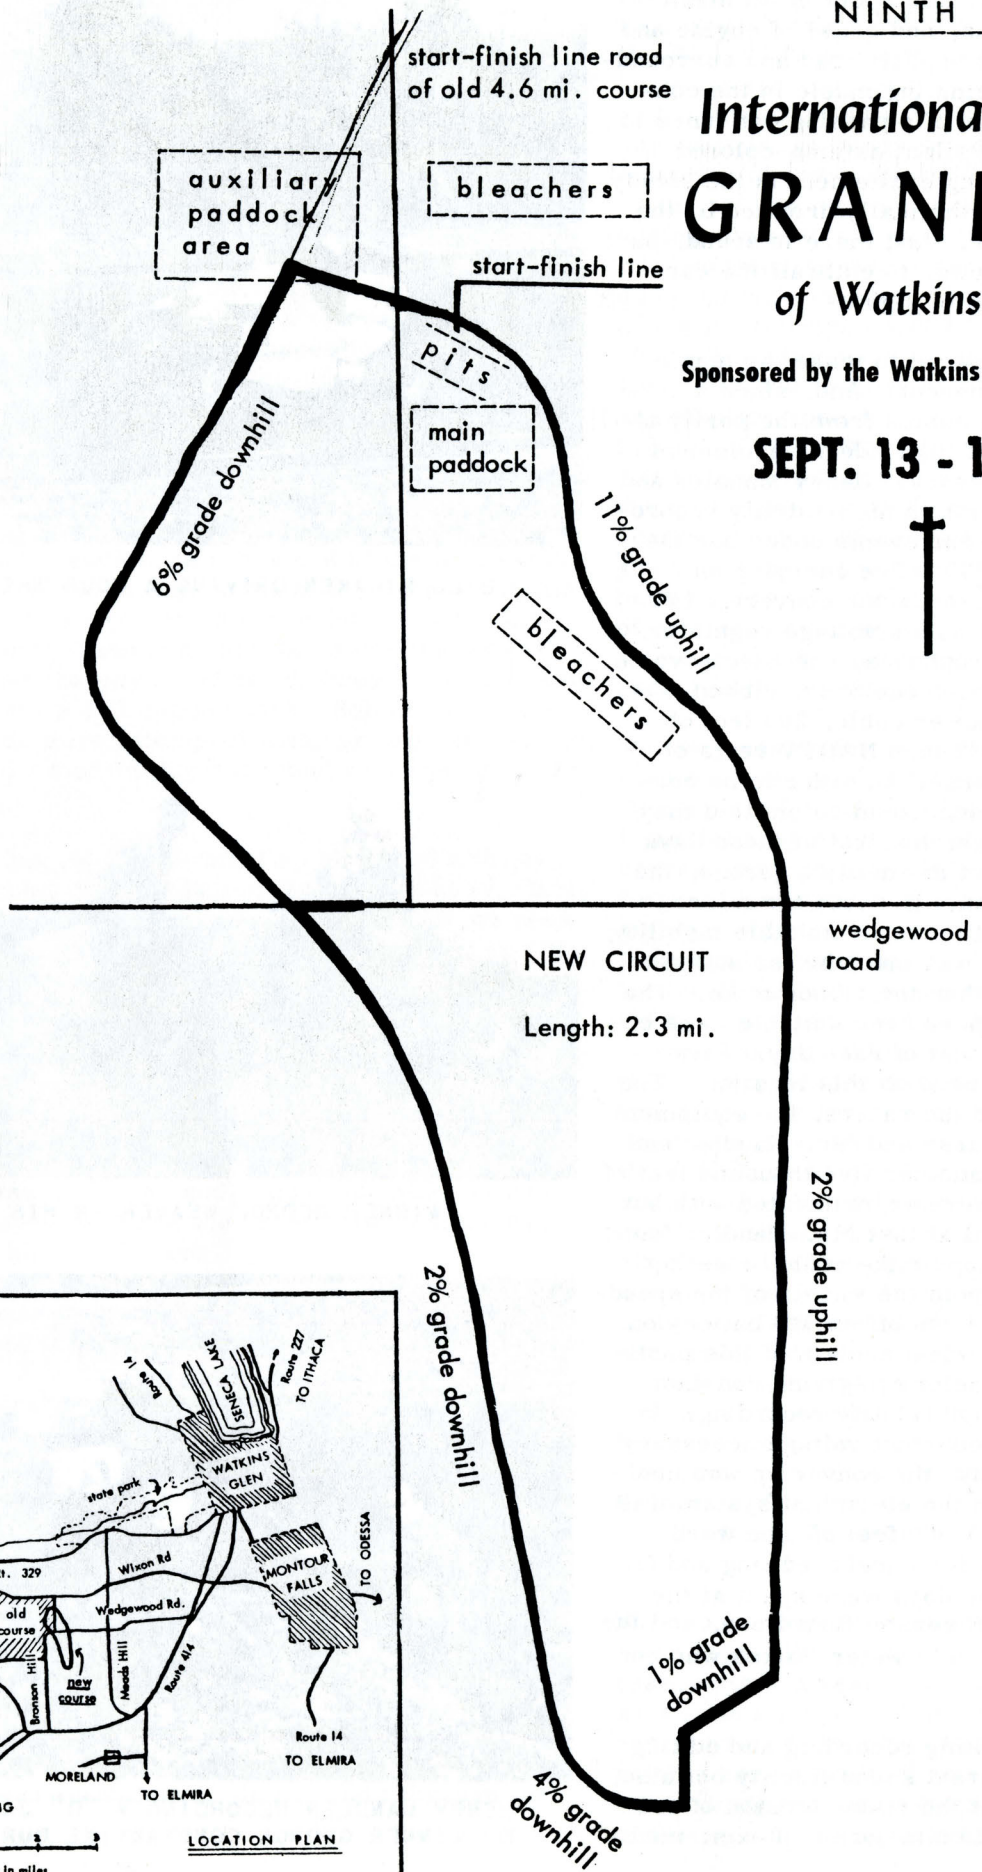 NINTH
start-finish line road
of old 4.6 mi. course
Internationa
GRAN
of Watkins
Sponsored by the Watkins
SEPT. 13 - 1
auxiliary
paddock
area
bleachers
start-finish line
pits
main
paddock
6% grade downhill
11% grade uphill
bleachers
wedgewood
road
NEW CIRCUIT
Length: 2.3 mi.
2% grade uphill
2% grade downhill
1% grade
downhill
4% grade
downhill
Route 14
SENECA LAKE
Route 227
TO ITHACA
WATKINS
GLEN
state park
t. 329
Wixon Rd
MONTOUR
FALLS
TO ODESSA
old
course
Wedgewood Rd.
Bronson Hil
new
course
Meads Hill
Route 414
Route 14
TO ELMIRA
MORELAND
TO ELMIRA
LOCATION PLAN
in miles